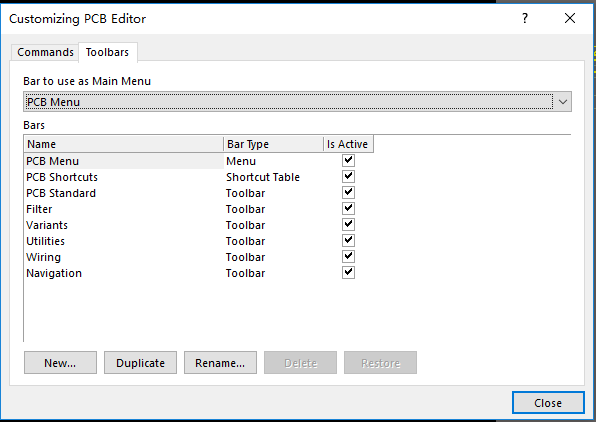 Customizing PCB Editor
Commands Toolbars
Bar to use as Main Menu
PCB Menu
Bars
Name Bar Type Is Active
PCB Menu Menu
PCB Shortcuts Shortcut Table
PCB Standard Toolbar
Filter Toolbar
Variants Toolbar
Utilities Toolbar
Wiring Toolbar
Navigation Toolbar
New... Duplicate Rename... Delete Restore
Close